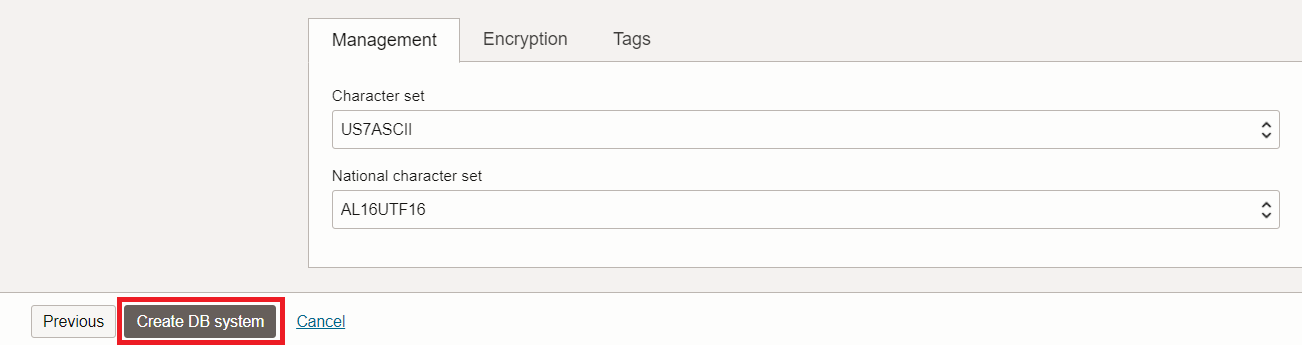 Management Encryption Tags
Character set
US7ASCII
National character set
AL16UTF16
Previous Create DB system Cancel